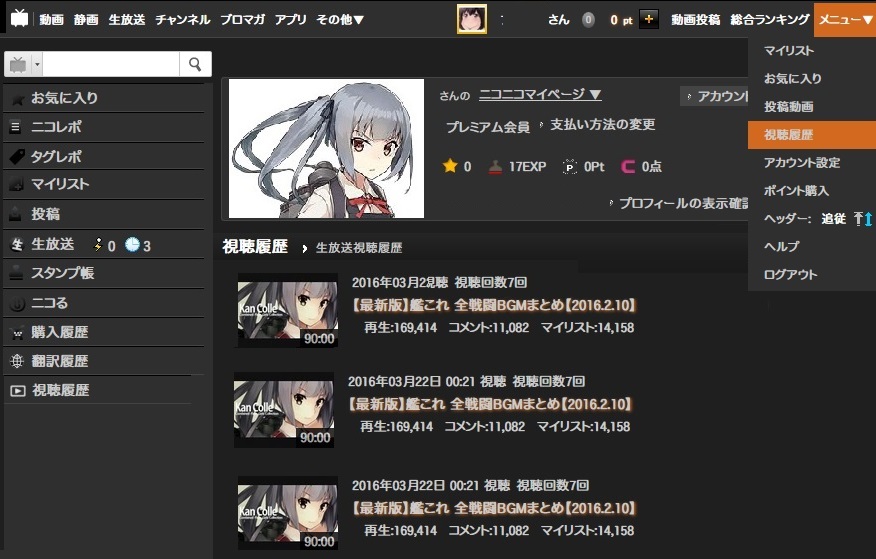 動画 静画 生放送 チャンネル ブロマガ アプリ その他▼ さん 0 0 pt + 動画投稿 総合ランキング メニュー▼
マイリスト
お気に入り
投稿動画
視聴履歴
アカウント設定
ポイント購入
ヘッダー: 追従
ヘルプ
ログアウト
お気に入り
ニコレポ
タグレポ
マイリスト
投稿
生放送 0 3
スタンプ帳
ニコる
購入履歴
翻訳履歴
視聴履歴
さんの ニコニコマイページ ▼
アカウン
プレミアム会員 支払い方法の変更
0 17EXP P 0Pt 0点
プロフィールの表示確認
視聴履歴 › 生放送視聴履歴
2016年03月2視聴 視聴回数7回
【最新版】艦これ 全戦闘BGMまとめ【2016.2.10】
再生:169,414 コメント:11,082 マイリスト:14,158
Kan Colle
90:00
2016年03月22日 00:21 視聴 視聴回数7回
【最新版】艦これ 全戦闘BGMまとめ【2016.2.10】
再生:169,414 コメント:11,082 マイリスト:14,158
Kan Colle
90:00
2016年03月22日 00:21 視聴 視聴回数7回
【最新版】艦これ 全戦闘BGMまとめ【2016.2.10】
再生:169,414 コメント:11,082 マイリスト:14,158
Kan Colle
90:00